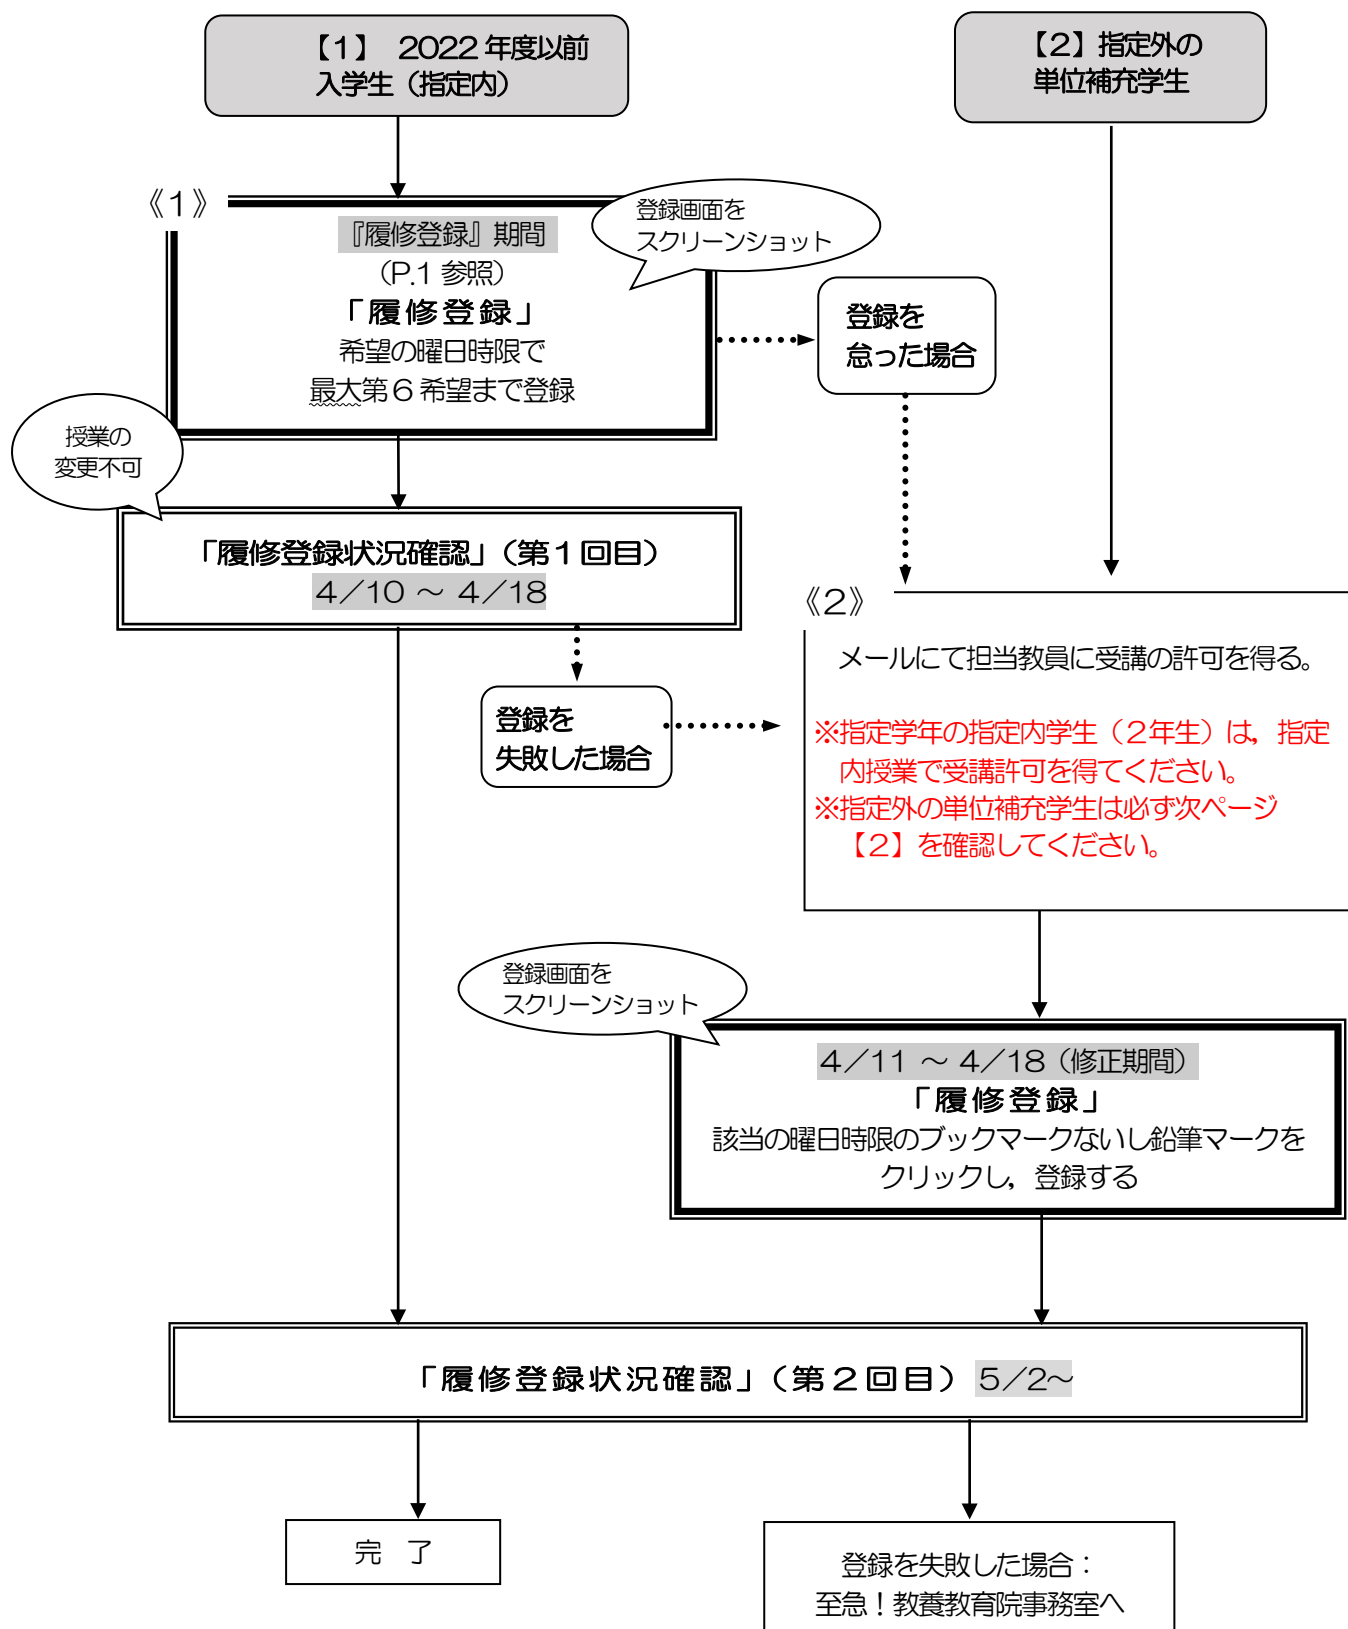 【1】 2022年度以前
入学生（指定内）
【2】指定外の
単位補充学生
《1》
『履修登録』期間
（P.1 参照）
「履修登録」
希望の曜日時限で
最大第6希望まで登録
登録画面を
スクリーンショット
登録を
怠った場合
授業の
変更不可
「履修登録状況確認」（第1回目）
4／10 ～ 4／18
登録を
失敗した場合
《2》
メールにて担当教員に受講の許可を得る。
※指定学年の指定内学生（2年生）は，指定
内授業で受講許可を得てください。
※指定外の単位補充学生は必ず次ページ
【2】を確認してください。
登録画面を
スクリーンショット
4／11 ～ 4／18（修正期間）
「履修登録」
該当の曜日時限のブックマークないし鉛筆マークを
クリックし，登録する
「履修登録状況確認」（第2回目） 5／2～
完 了
登録を失敗した場合：
至急！教養教育院事務室へ